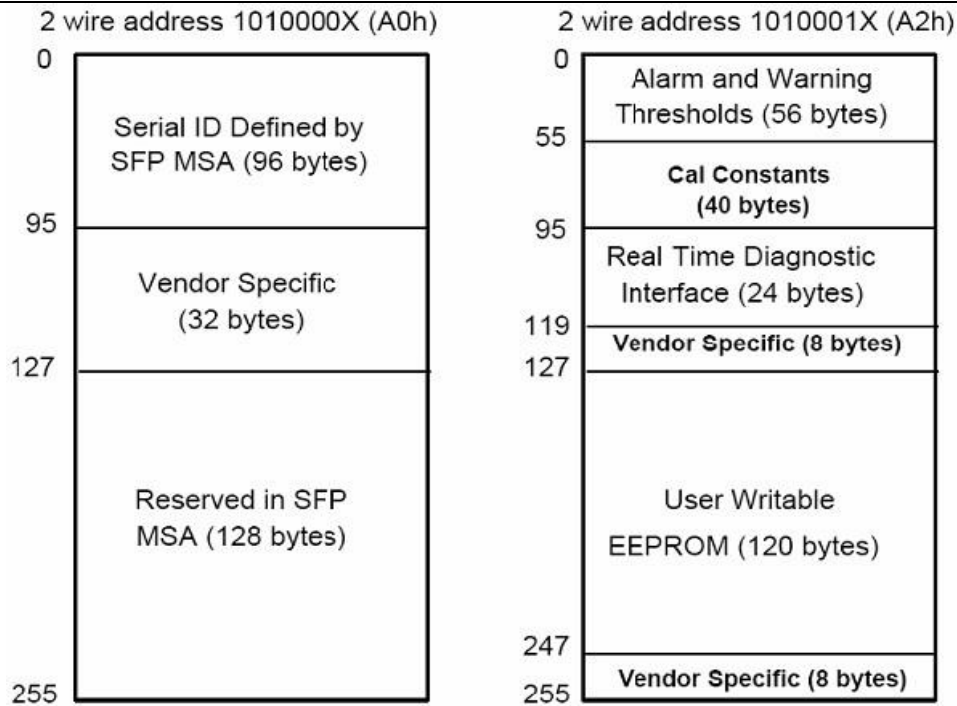 2 wire address 1010000X (A0h)
0
Serial ID Defined by
SFP MSA (96 bytes)
95
Vendor Specific
(32 bytes)
127
Reserved in SFP
MSA (128 bytes)
255
2 wire address 1010001X (A2h)
0
Alarm and Warning
Thresholds (56 bytes)
55
Cal Constants
(40 bytes)
95
Real Time Diagnostic
Interface (24 bytes)
119
Vendor Specific (8 bytes)
127
User Writable
EEPROM (120 bytes)
247
Vendor Specific (8 bytes)
255